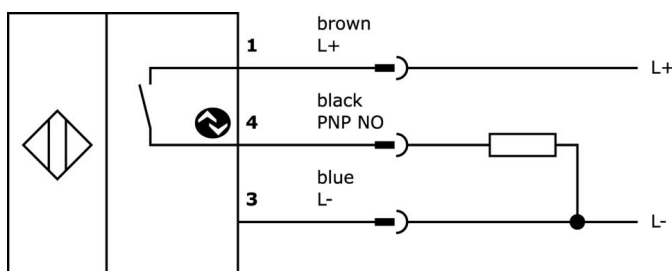 brown
1 L+ L+
black
4 PNP NO
blue
3 L- L-